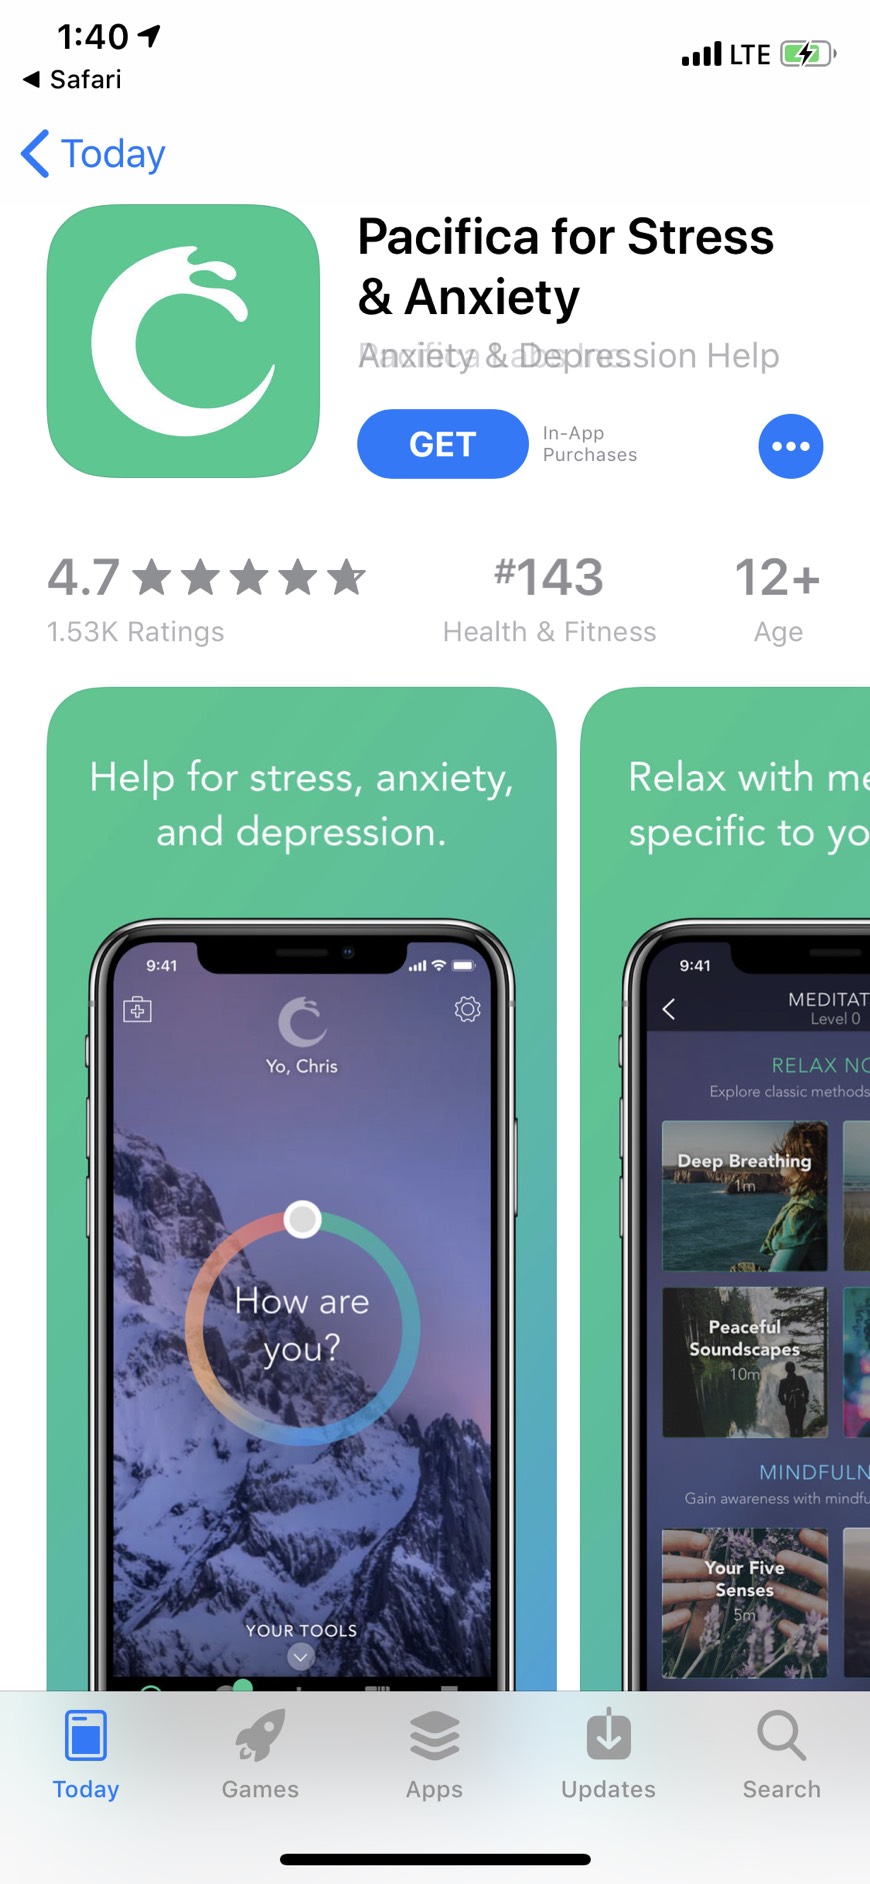 1:40
LTE
Safari
Today
Pacifica for Stress
& Anxiety
Anxiety & Depression Help
GET
In-App
Purchases
4.7
1.53K Ratings
#143
Health & Fitness
12+
Age
Help for stress, anxiety,
and depression.
9:41
Yo, Chris
How are
you?
YOUR TOOLS
Relax with me
specific to yo
9:41
MEDITAT
Level 0
RELAX NO
Explore classic methods
Deep Breathing
1m
Peaceful
Soundscapes
10m
MINDFULN
Gain awareness with mindfu
Your Five
Senses
5m
Today
Games
Apps
Updates
Search